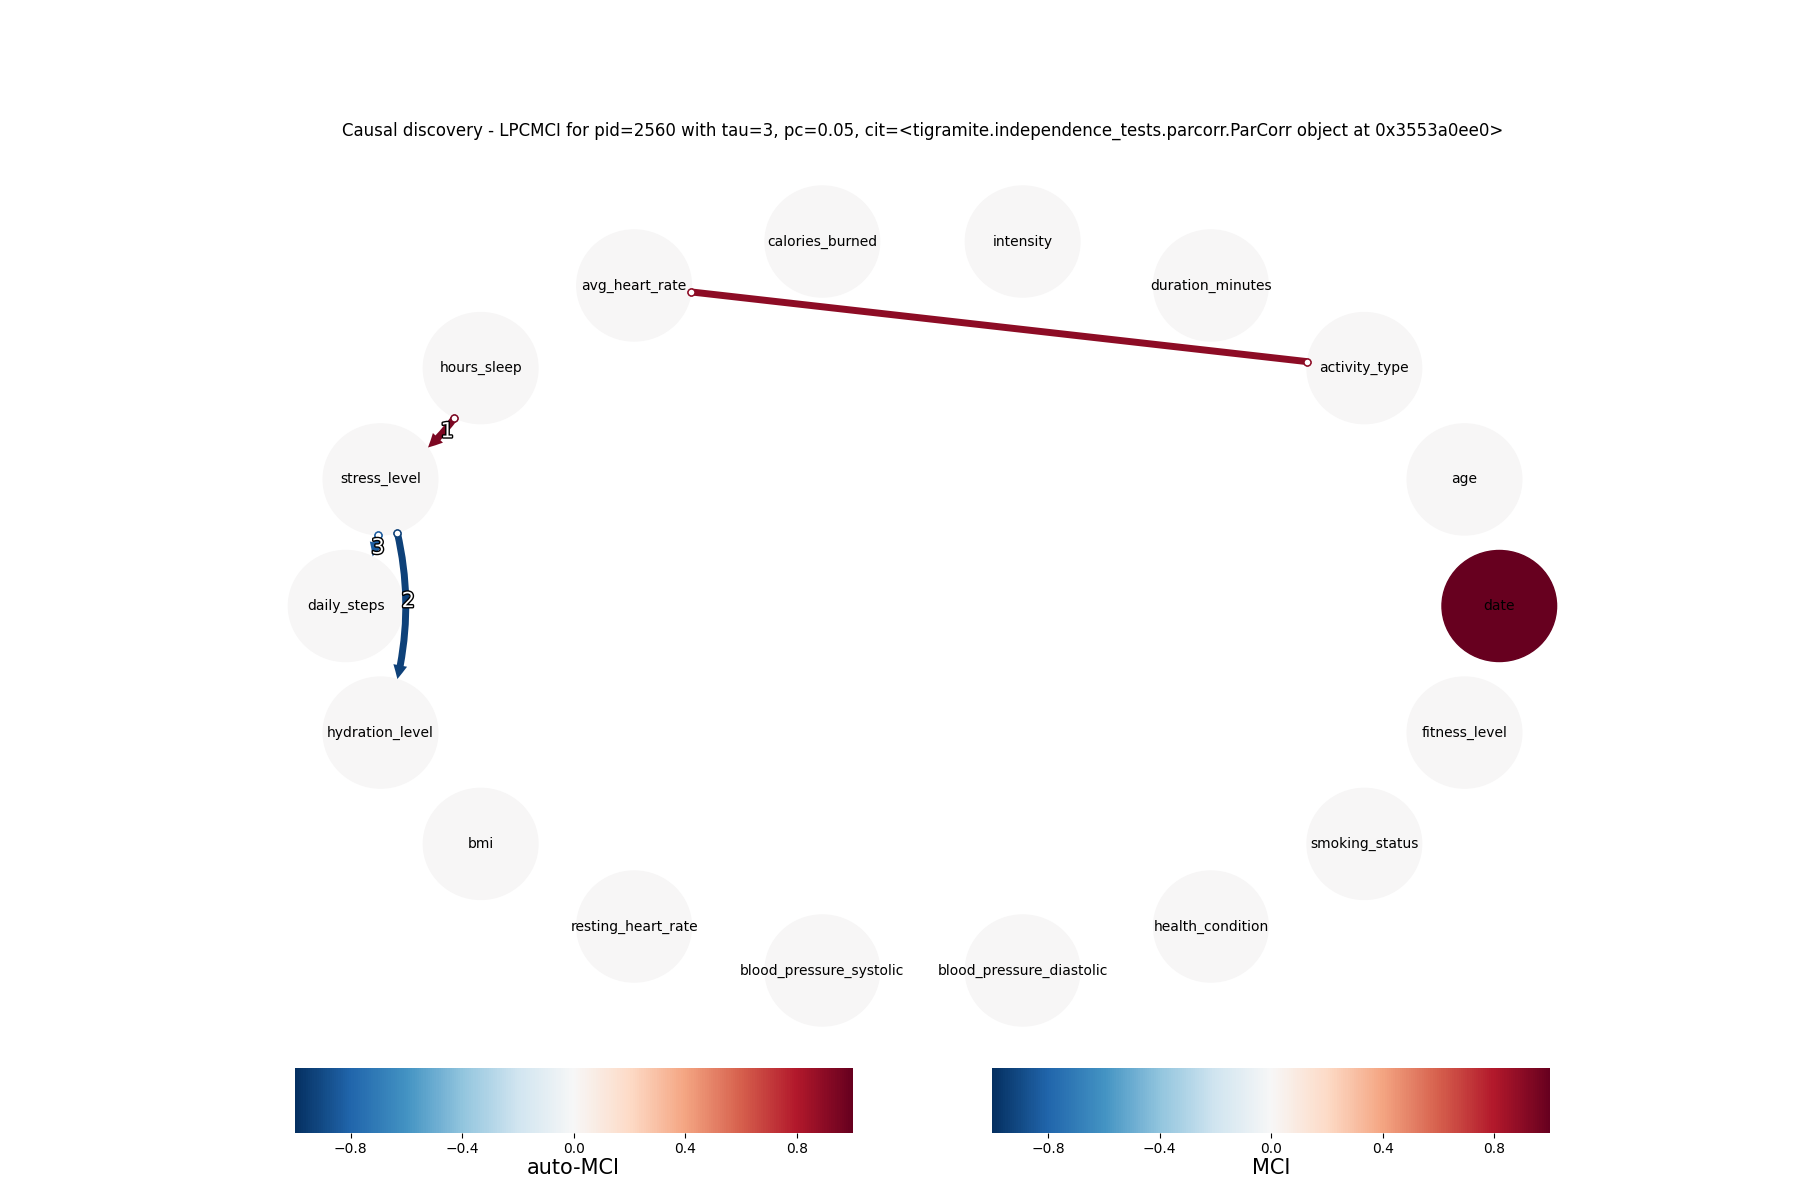 Causal discovery - LPCMCI for pid=2560 with tau=3, pc=0.05, cit=<tigramite.independence_tests.parcorr.ParCorr object at 0x3553a0ee0>
calories_burned
intensity
avg_heart_rate
duration_minutes
hours_sleep
activity_type
1
stress_level
age
3
2
daily_steps
date
hydration_level
fitness_level
bmi
smoking_status
resting_heart_rate
health_condition
blood_pressure_systolic
blood_pressure_diastolic
−0.8 −0.4 0.0 0.4 0.8
auto-MCI
−0.8 −0.4 0.0 0.4 0.8
MCI